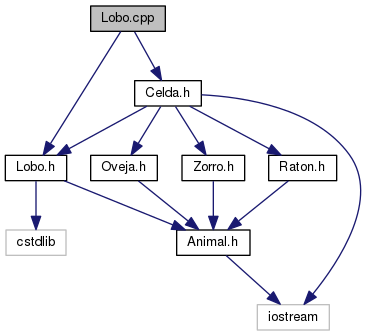 Lobo.cpp
Celda.h
Lobo.h
Oveja.h
Zorro.h
Raton.h
cstdlib
Animal.h
iostream